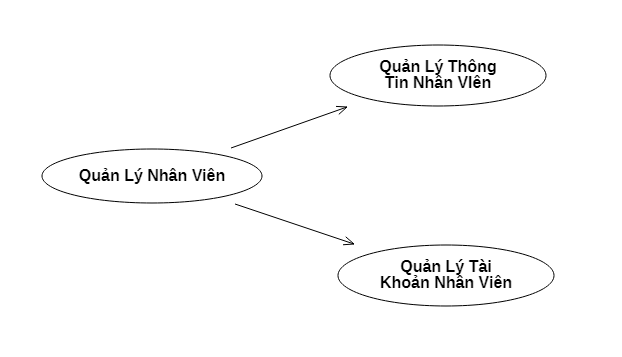 Quản Lý Thông
Tin Nhân VIên
Quản Lý Nhân Viên
Quản Lý Tài
Khoản Nhân Viên